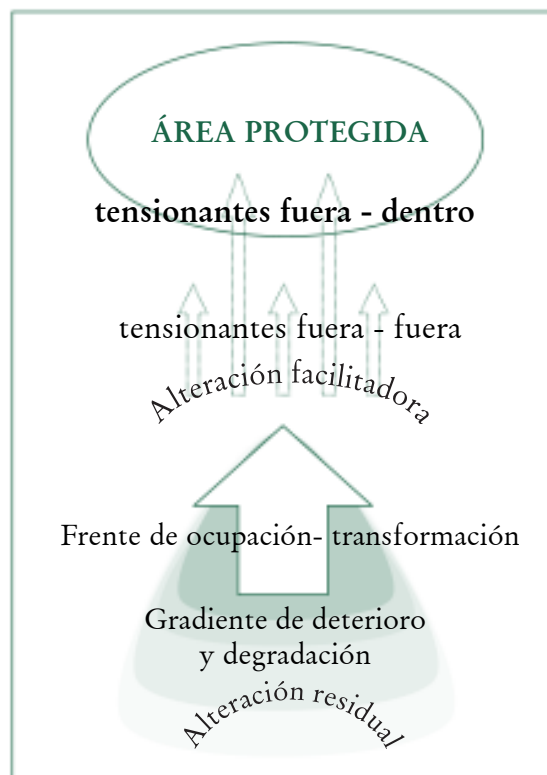 ÁREA PROTEGIDA
tensionantes fuera - dentro
tensionantes fuera - fuera
Alteración facilitadora
Frente de ocupación- transformación
Gradiente de deterioro
y degradación
Alteración residual